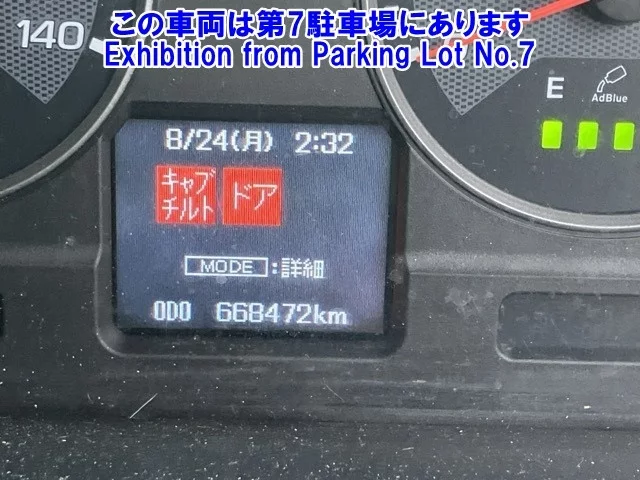 この車両は第7駐車場にあります
Exhibition from Parking Lot No.7
140
E
AdBlue
8/24(月) 2:32
キャブ
チルト
ドア
MODE:詳細
ODO 668472km